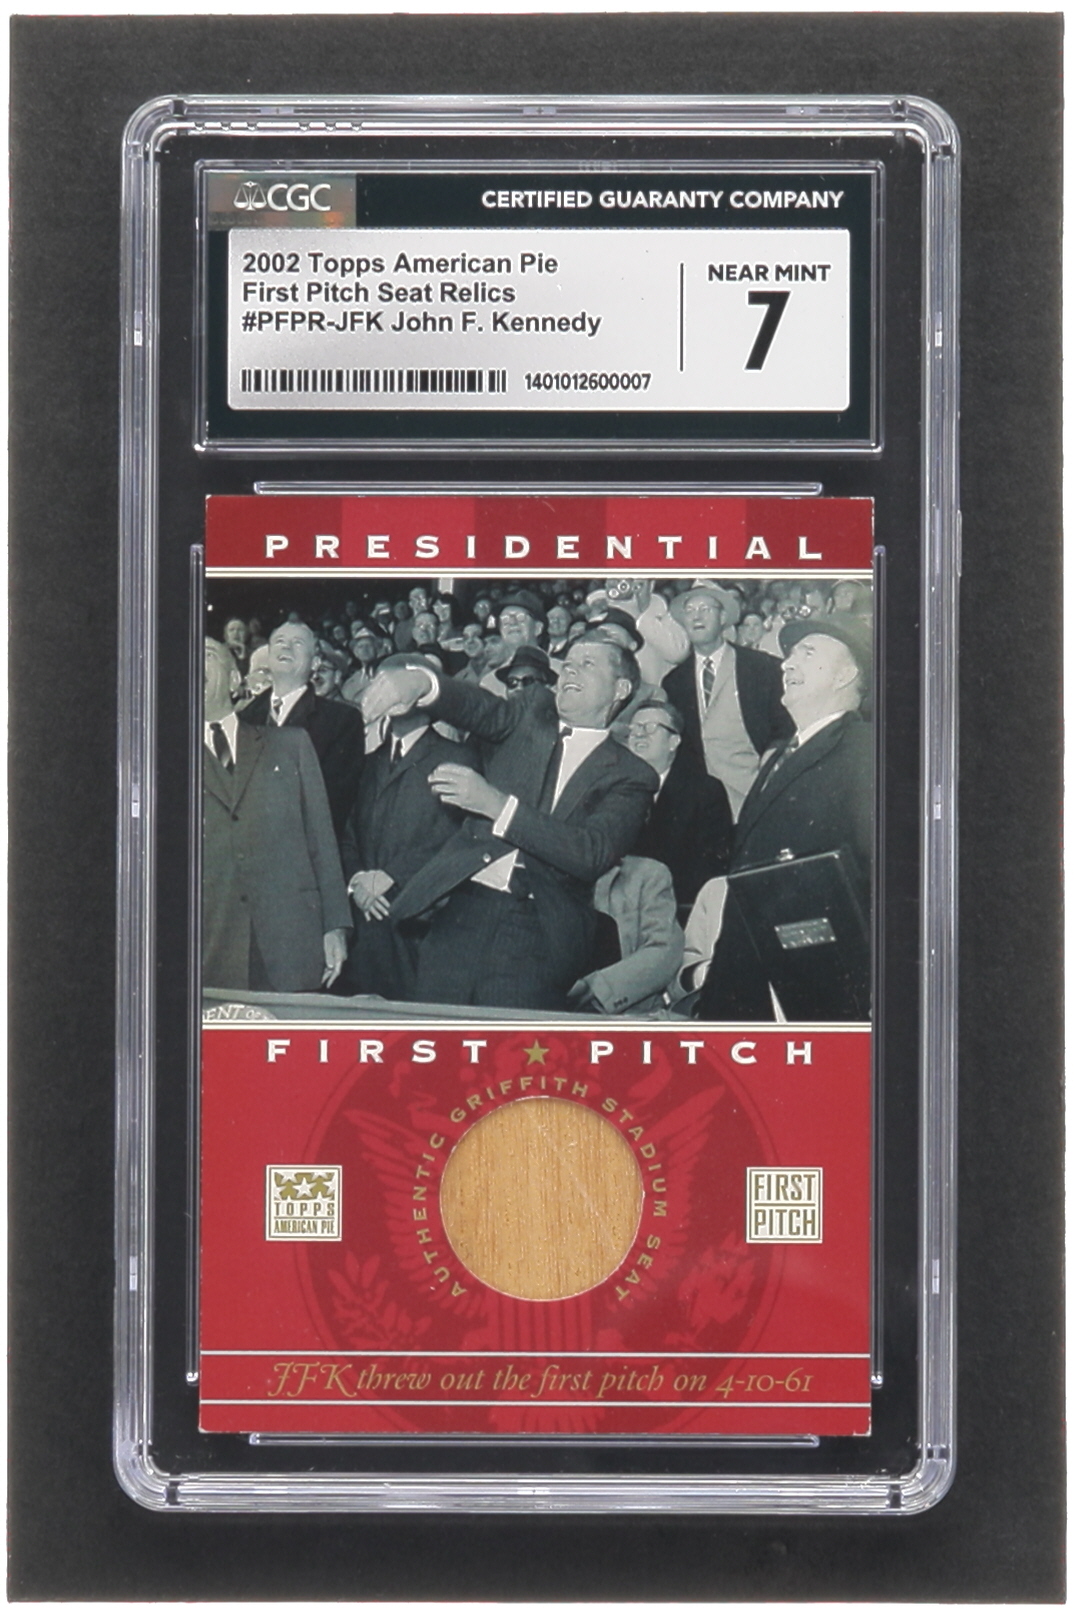 CGC
CERTIFIED GUARANTY COMPANY
2002 Topps American Pie
First Pitch Seat Relics
#PFPR-JFK John F. Kennedy
NEAR MINT
7
1401012600007
PRESIDENTIAL
ENT OF
FIRST ★ PITCH
AUTHENTIC GRIFFITH STADIUM SEAT
TOPPS
AMERICAN PIE
FIRST
PITCH
JFK threw out the first pitch on 4-10-61